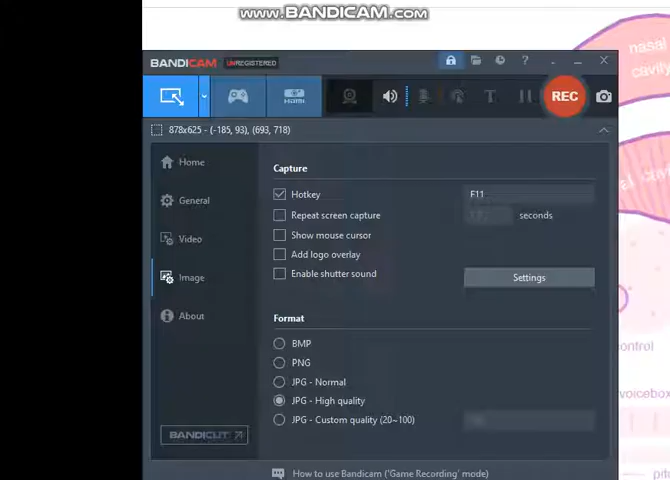 www.BANDICAM.com
nasal
cavity
BANDICAM UNREGISTERED
HDMI
REC
878x625 - (-185, 93), (693, 718)
Home
General
Video
Image
About
BANDICUT
Capture
Hotkey
F11
Repeat screen capture
seconds
Show mouse cursor
Add logo overlay
Enable shutter sound
Settings
Format
BMP
PNG
JPG - Normal
JPG - High quality
JPG - Custom quality (20~100)
How to use Bandicam ('Game Recording' mode)
cavity
control
voicebox